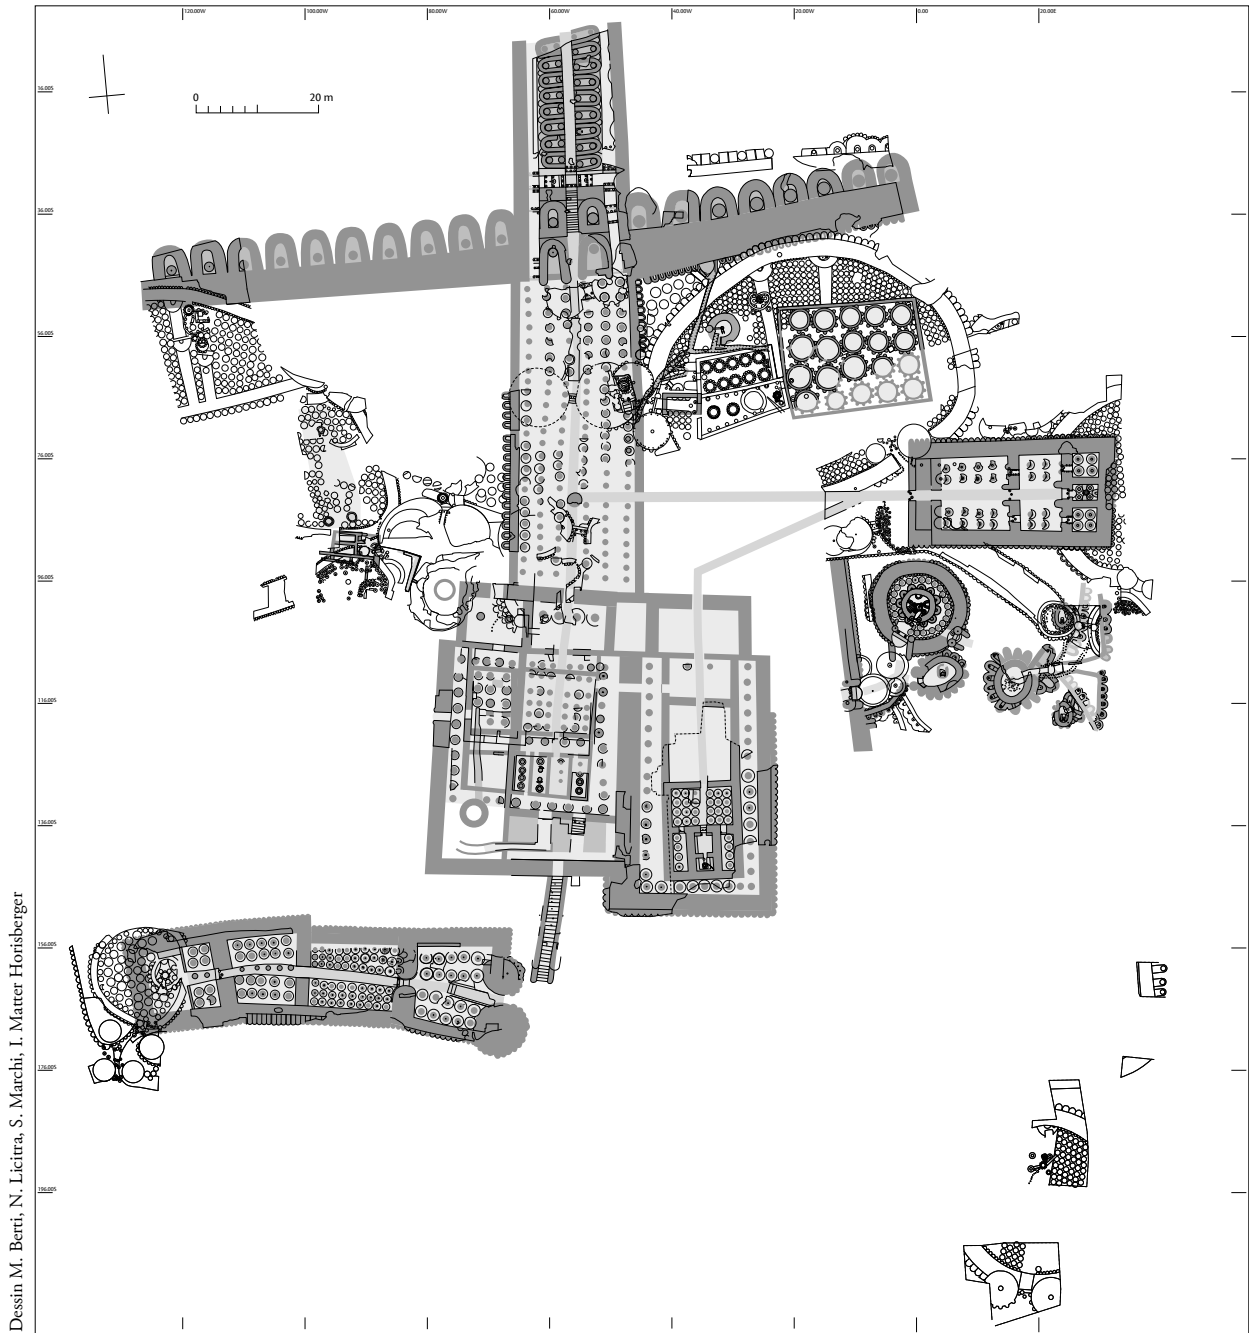 120.00W 100.00W 80.00W 60.00W 40.00W 20.00W 0.00 20.00E
16.00S
0 20 m
36.00S
56.00S
76.00S
96.00S
116.00S
136.00S
156.00S
176.00S
196.00S
Dessin M. Berti, N. Licitra, S. Marchi, I. Matter Horisberger